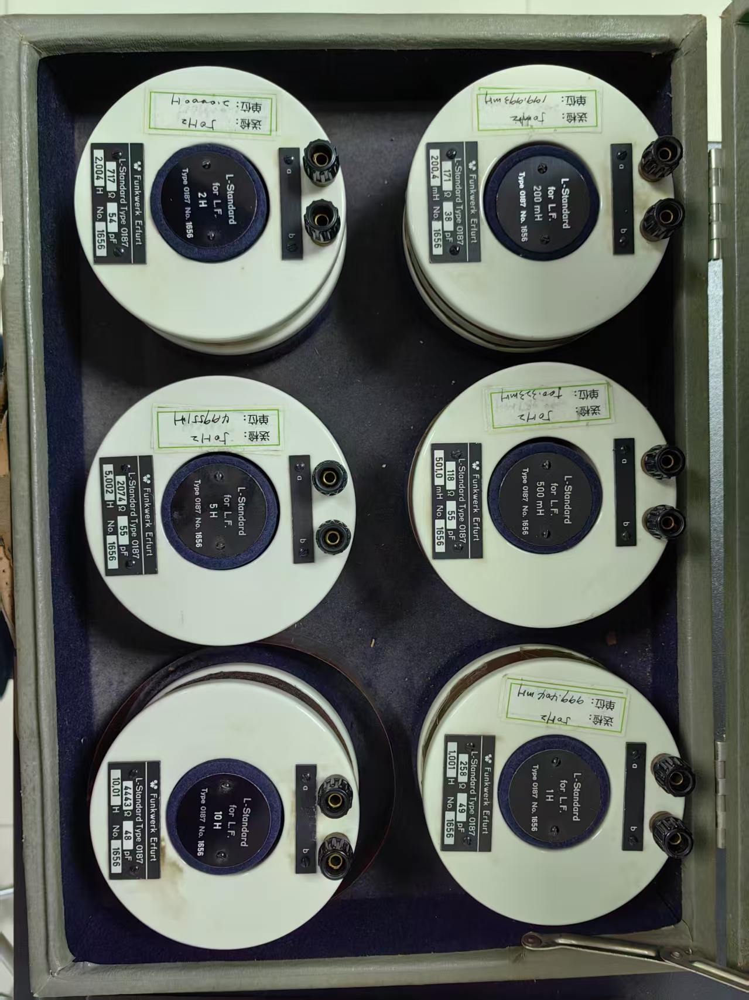 送检: 50Hz
单位: 2.0000H
Funkwerk Erfurt
L-Standard Type 0187
717 Ω 54 pF
2,004 H No. 1656
L-Standard
for L.F.
2 H
Type 0187 No. 1656
a
b
送检:
单位: 199.993mH
Funkwerk Erfurt
L-Standard Type 0187
171 Ω 38 pF
200,4 mH No. 1656
L-Standard
for L.F.
200 mH
Type 0187 No. 1656
a
b
送检: 50Hz
单位:
Funkwerk Erfurt
L-Standard Type 0187
2074 Ω 55 pF
5,002 H No. 1656
L-Standard
for L.F.
5 H
Type 0187 No. 1656
a
b
送检: 50Hz
单位: 500.323mH
Funkwerk Erfurt
L-Standard Type 0187
118 Ω 55 pF
501,0 mH No. 1656
L-Standard
for L.F.
500 mH
Type 0187 No. 1656
a
b
Funkwerk Erfurt
L-Standard Type 0187
4443 Ω 48 pF
10,01 H No. 1656
L-Standard
for L.F.
10 H
Type 0187 No. 1656
a
b
送检: 50Hz
单位: 999.404mH
Funkwerk Erfurt
L-Standard Type 0187
258 Ω 49 pF
1,001 H No. 1656
L-Standard
for L.F.
1 H
Type 0187 No. 1656
a
b